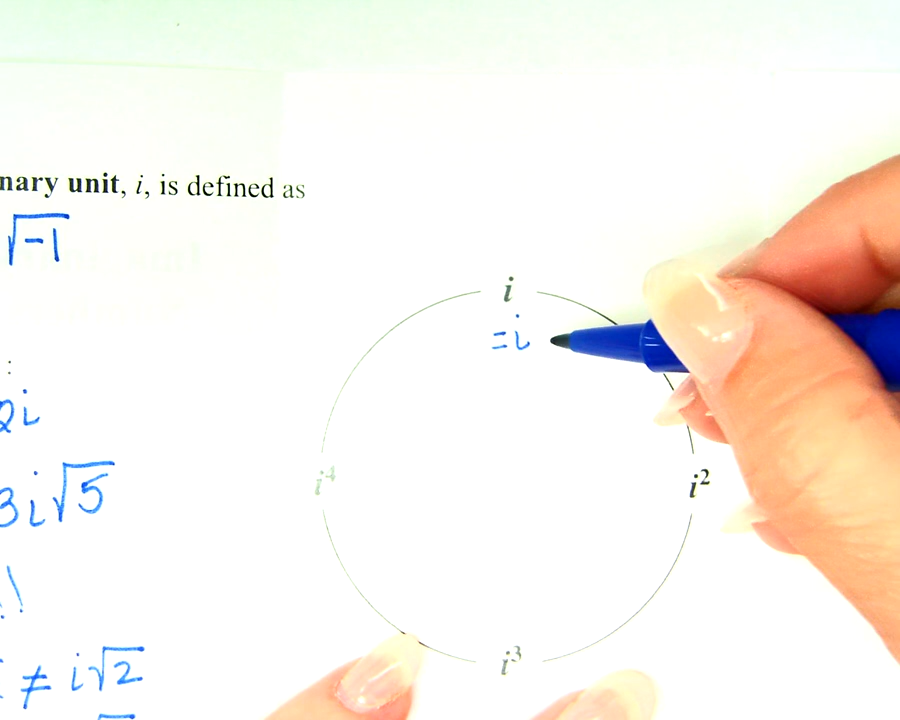 nary unit, i, is defined as
√-1
i
=i
:
2i
i⁴
i²
3i√5
i³
≠ i√2